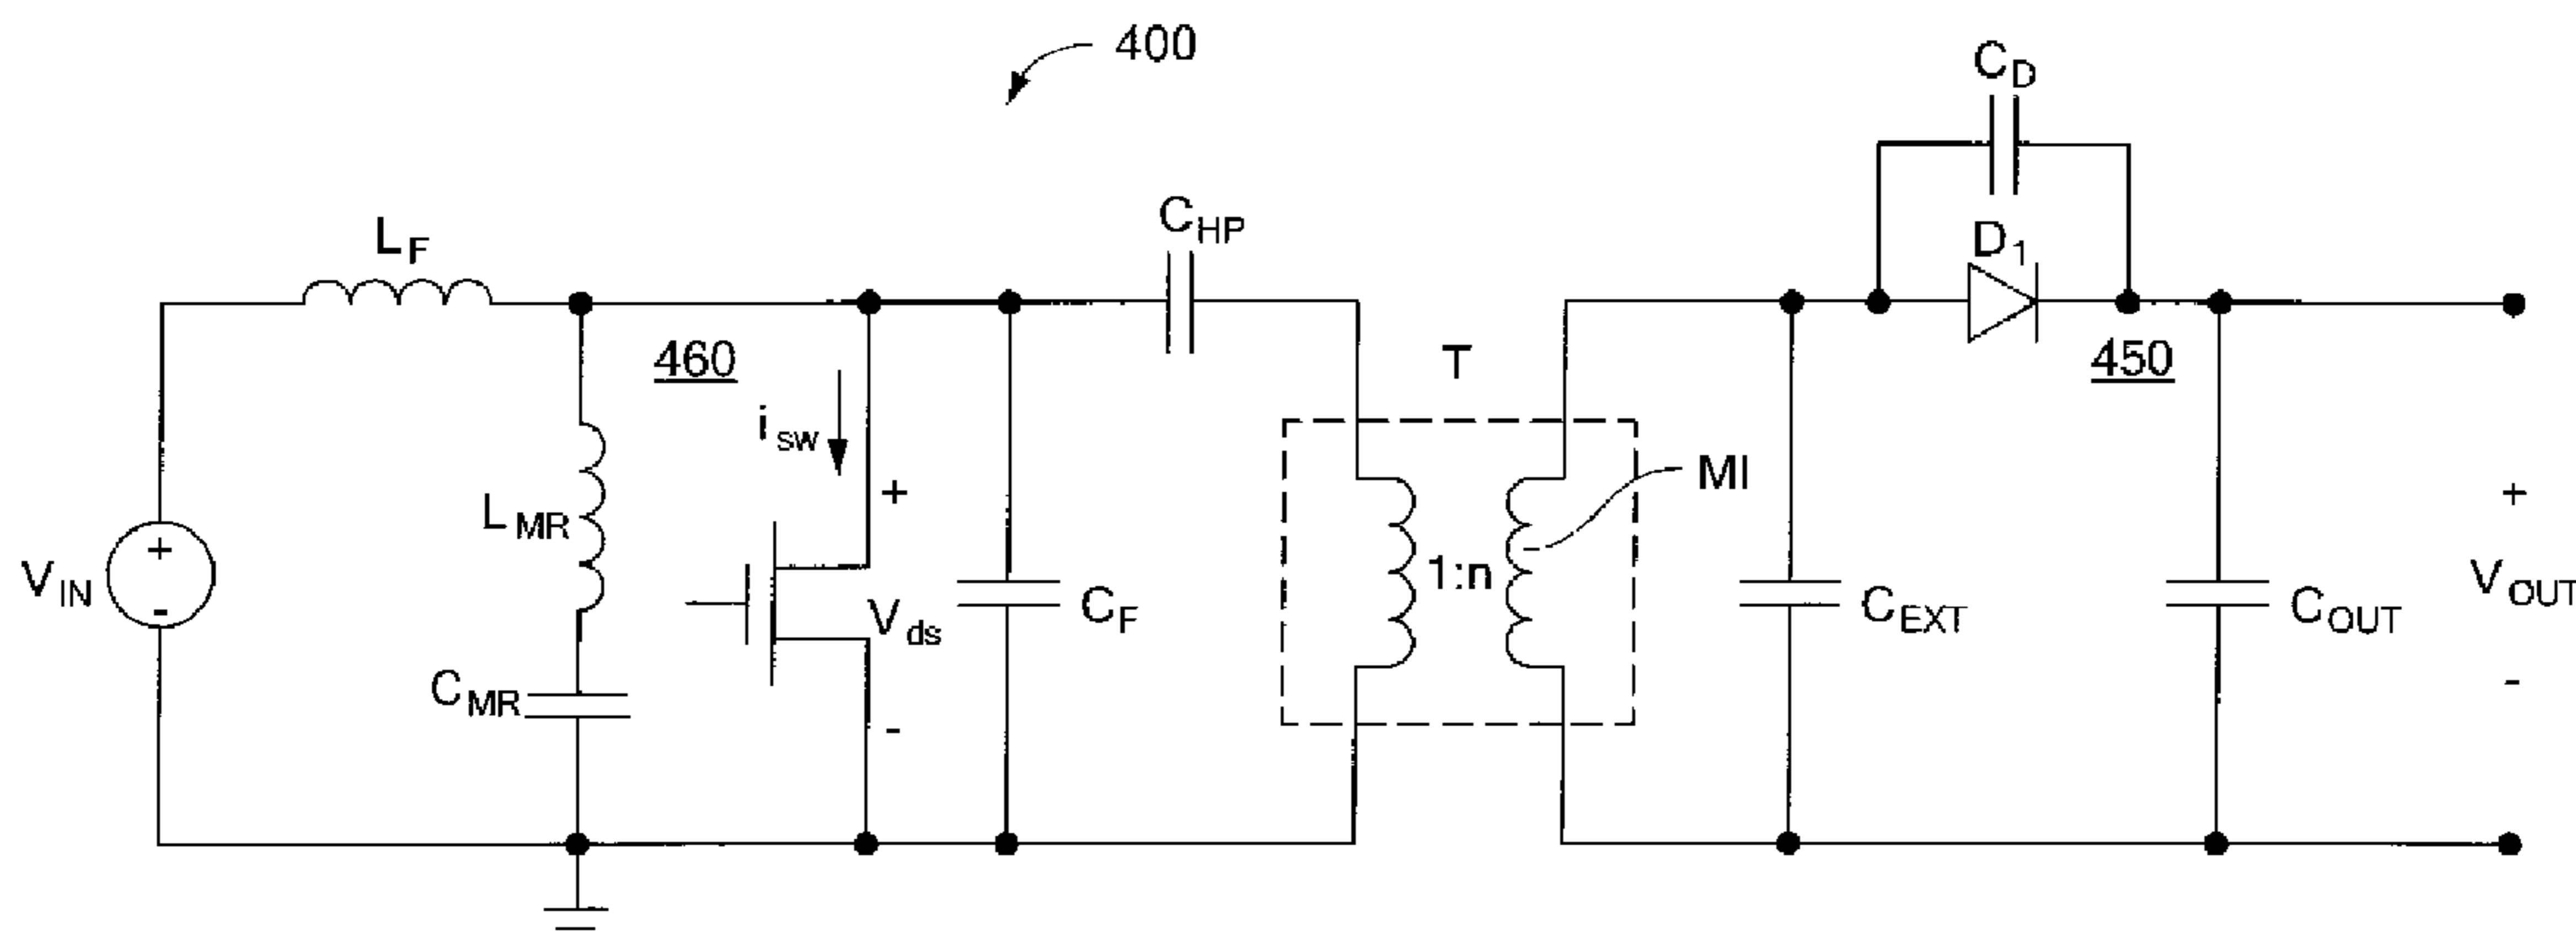 400
C_D
C_HP
L_F
D_1
460
450
T
i_sw
MI
+
+
L_MR
+
V_IN
-
1:n
V_ds
C_F
C_EXT
C_OUT
V_OUT
C_MR
-
-